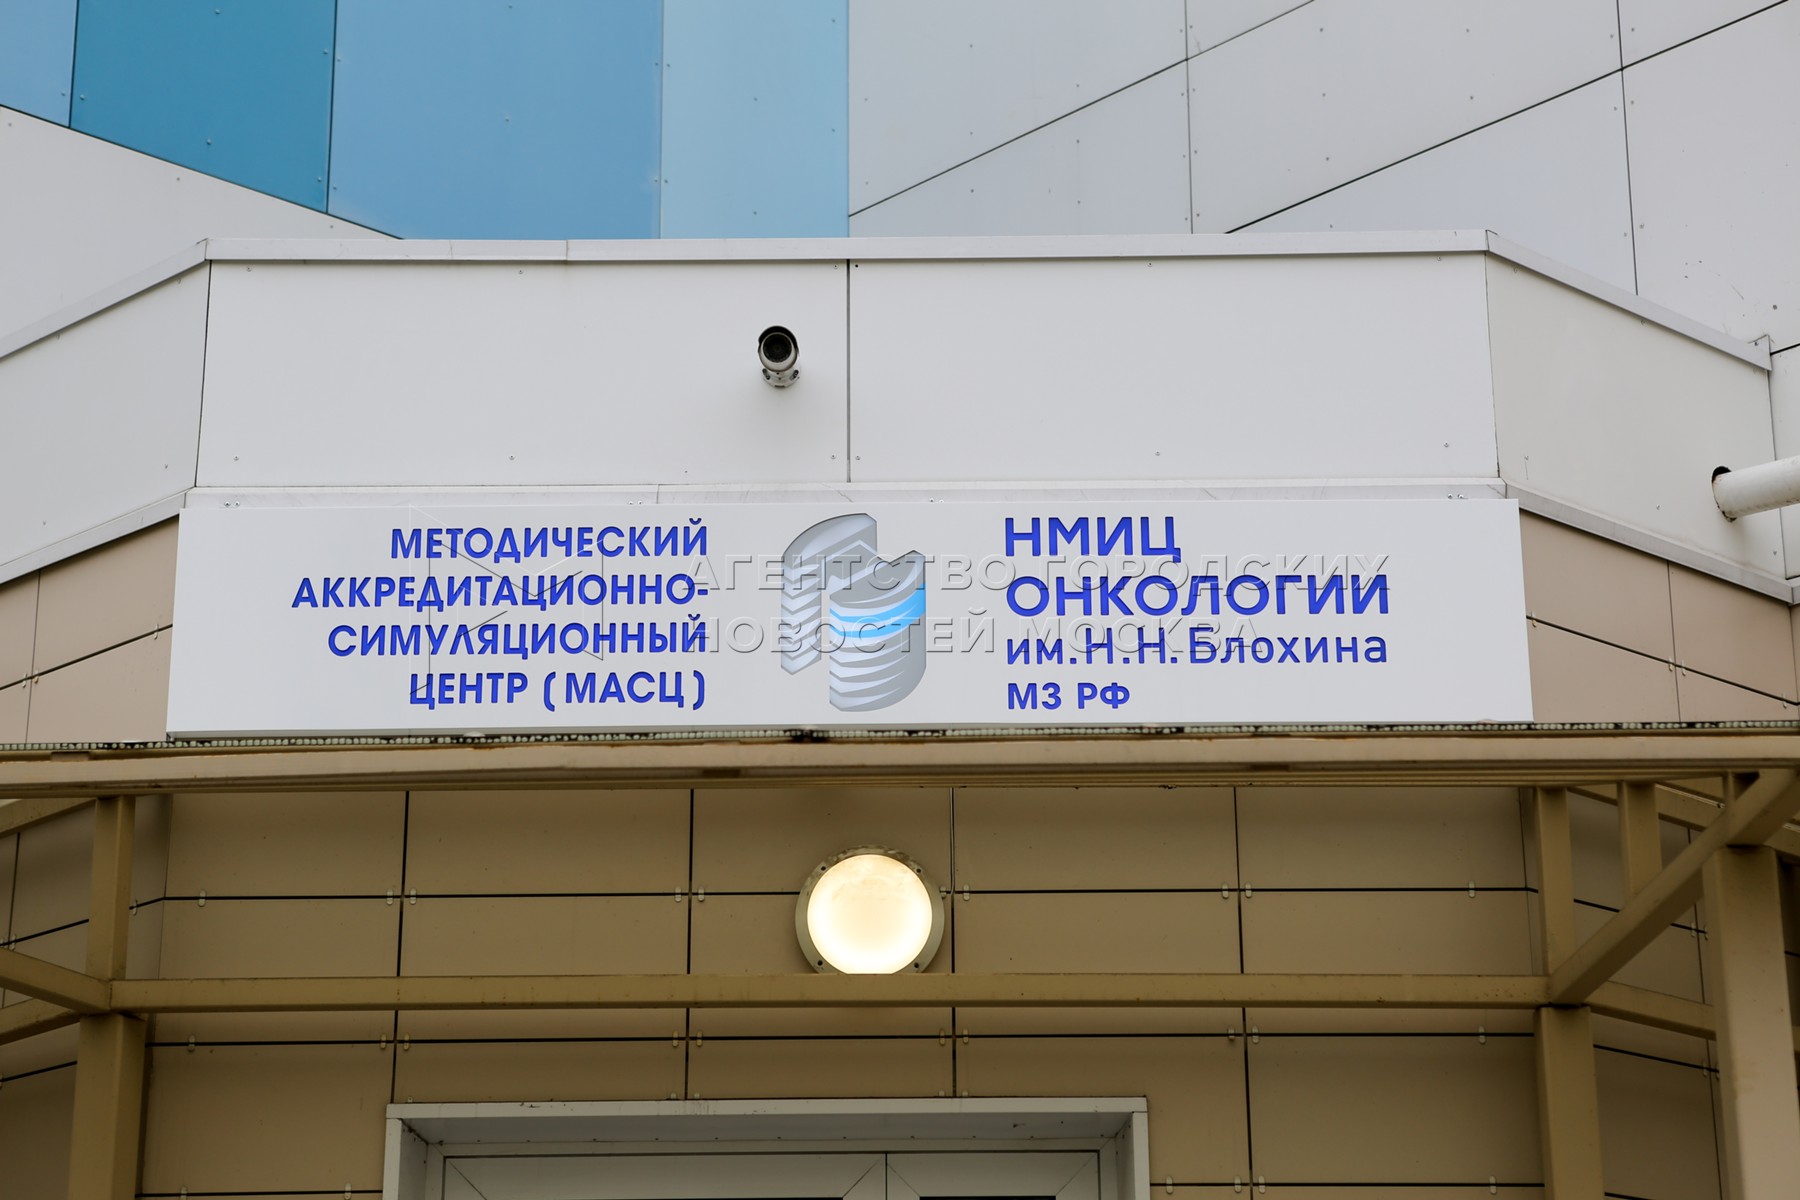 МЕТОДИЧЕСКИЙ
АККРЕДИТАЦИОННО-
СИМУЛЯЦИОННЫЙ
ЦЕНТР (МАСЦ)
НМИЦ
ОНКОЛОГИИ
им.Н.Н.Блохина
МЗ РФ
АГЕНТСТВО ГОРОДСКИХ
НОВОСТЕЙ МОСКВА